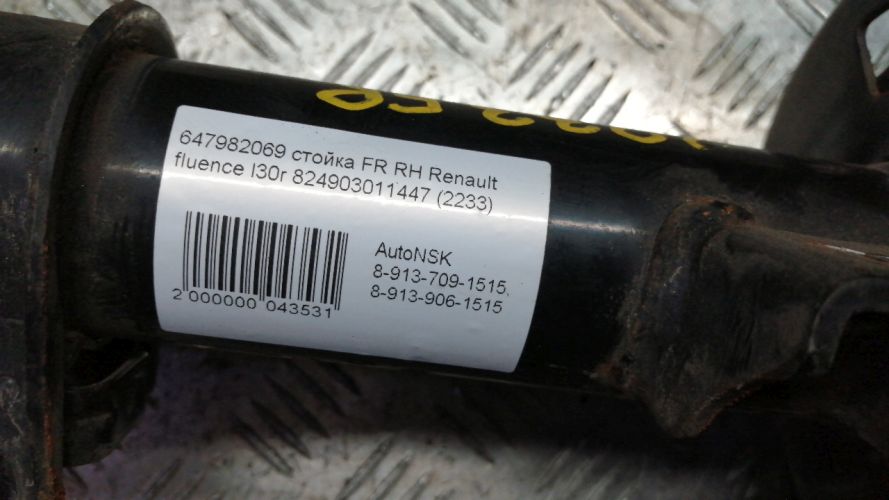 647982069 стойка FR RH Renault
fluence l30r 824903011447 (2233)
AutoNSK
8-913-709-1515,
8-913-906-1515
2 000000 043531